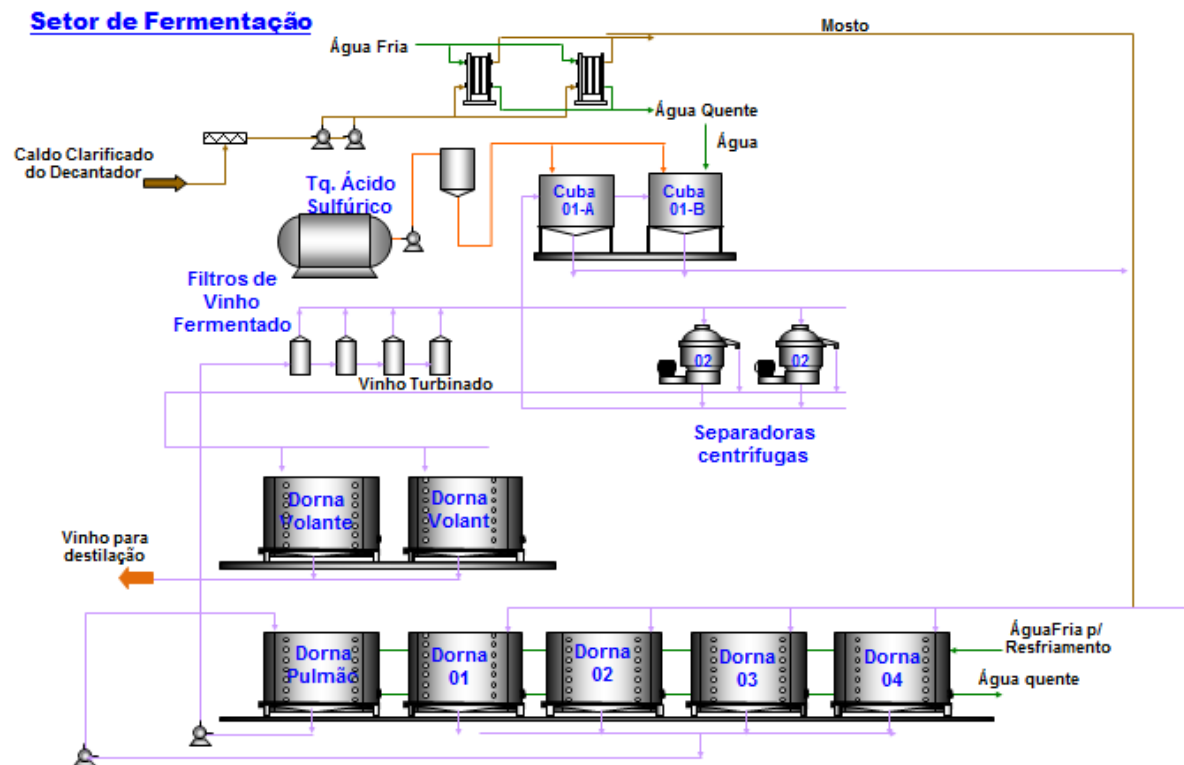 Setor de Fermentação
Mosto
Água Fria
Água Quente
Água
Caldo Clarificado
do Decantador
Tq. Ácido
Sulfúrico
Cuba
01-A
Cuba
01-B
Filtros de
Vinho
Fermentado
02
02
Vinho Turbinado
Separadoras
centrífugas
Dorna
Volante
Dorna
Volant
Vinho para
destilação
Dorna
Pulmão
Dorna
01
Dorna
02
Dorna
03
Dorna
04
ÁguaFria p/
Resfriamento
Água quente